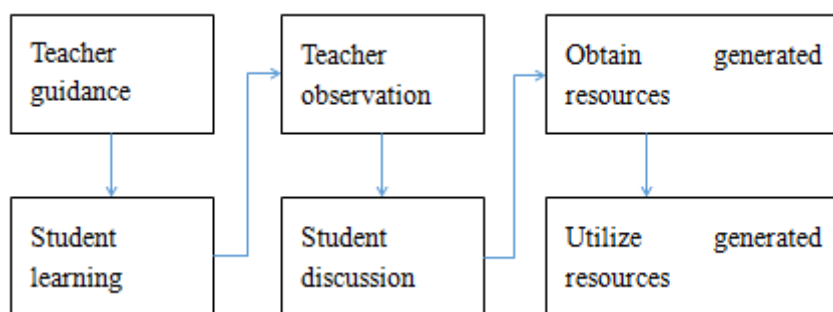 Teacher
guidance
Teacher
observation
Obtain generated
resources
Student
learning
Student
discussion
Utilize generated
resources